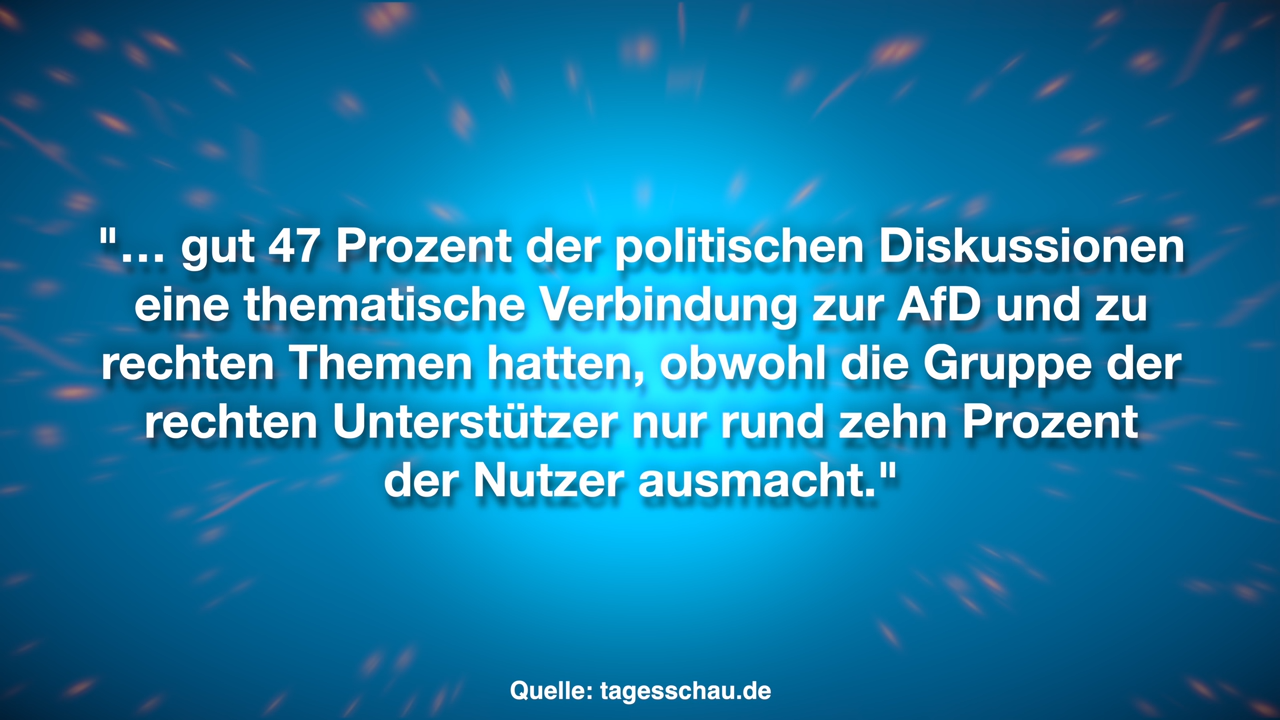 "... gut 47 Prozent der politischen Diskussionen
eine thematische Verbindung zur AfD und zu
rechten Themen hatten, obwohl die Gruppe der
rechten Unterstützer nur rund zehn Prozent
der Nutzer ausmacht."
Quelle: tagesschau.de